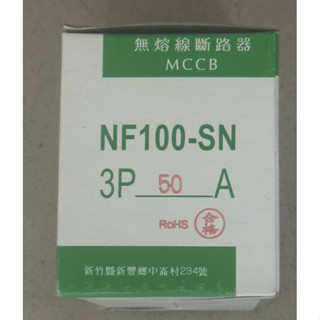 無熔線斷路器
MCCB
NF100-SN
3P 50 A
RoHS 合格
新竹縣新豐鄉中崙村234號